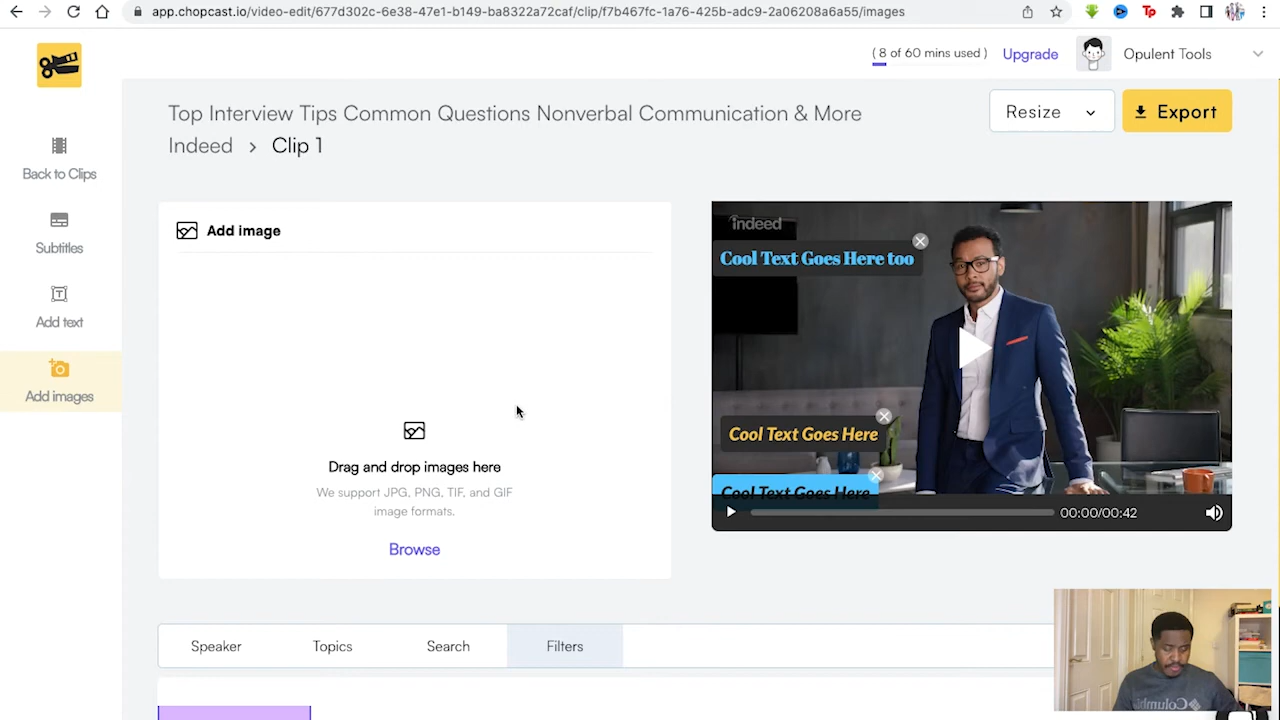 app.chopcast.io/video-edit/677d302c-6e38-47e1-b149-ba8322a72caf/clip/f7b467fc-1a76-425b-adc9-2a06208a6a55/images
Tp
( 8 of 60 mins used )
Upgrade
Opulent Tools
Top Interview Tips Common Questions Nonverbal Communication & More
Indeed > Clip 1
Resize
Export
Back to Clips
Subtitles
Add text
Add images
Add image
Drag and drop images here
We support JPG, PNG, TIF, and GIF
image formats.
Browse
indeed
Cool Text Goes Here too
Cool Text Goes Here
Cool Text Goes Here
00:00/00:42
Speaker
Topics
Search
Filters
Columbia